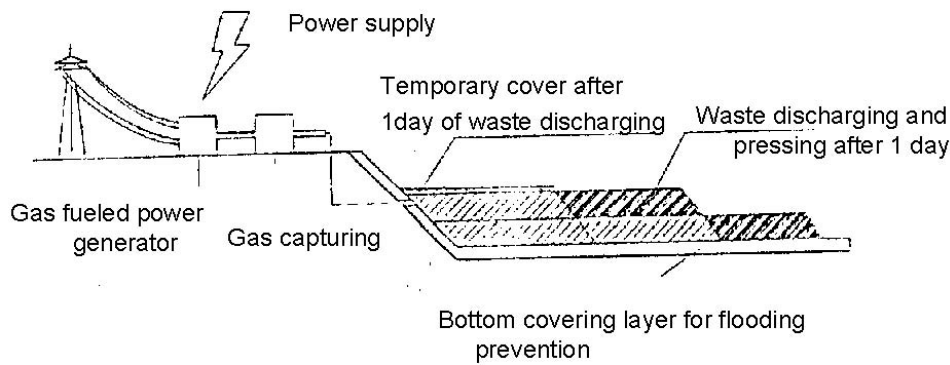 Power supply
Temporary cover after
1day of waste discharging
Waste discharging and
pressing after 1 day
Gas fueled power
generator
Gas capturing
Bottom covering layer for flooding
prevention